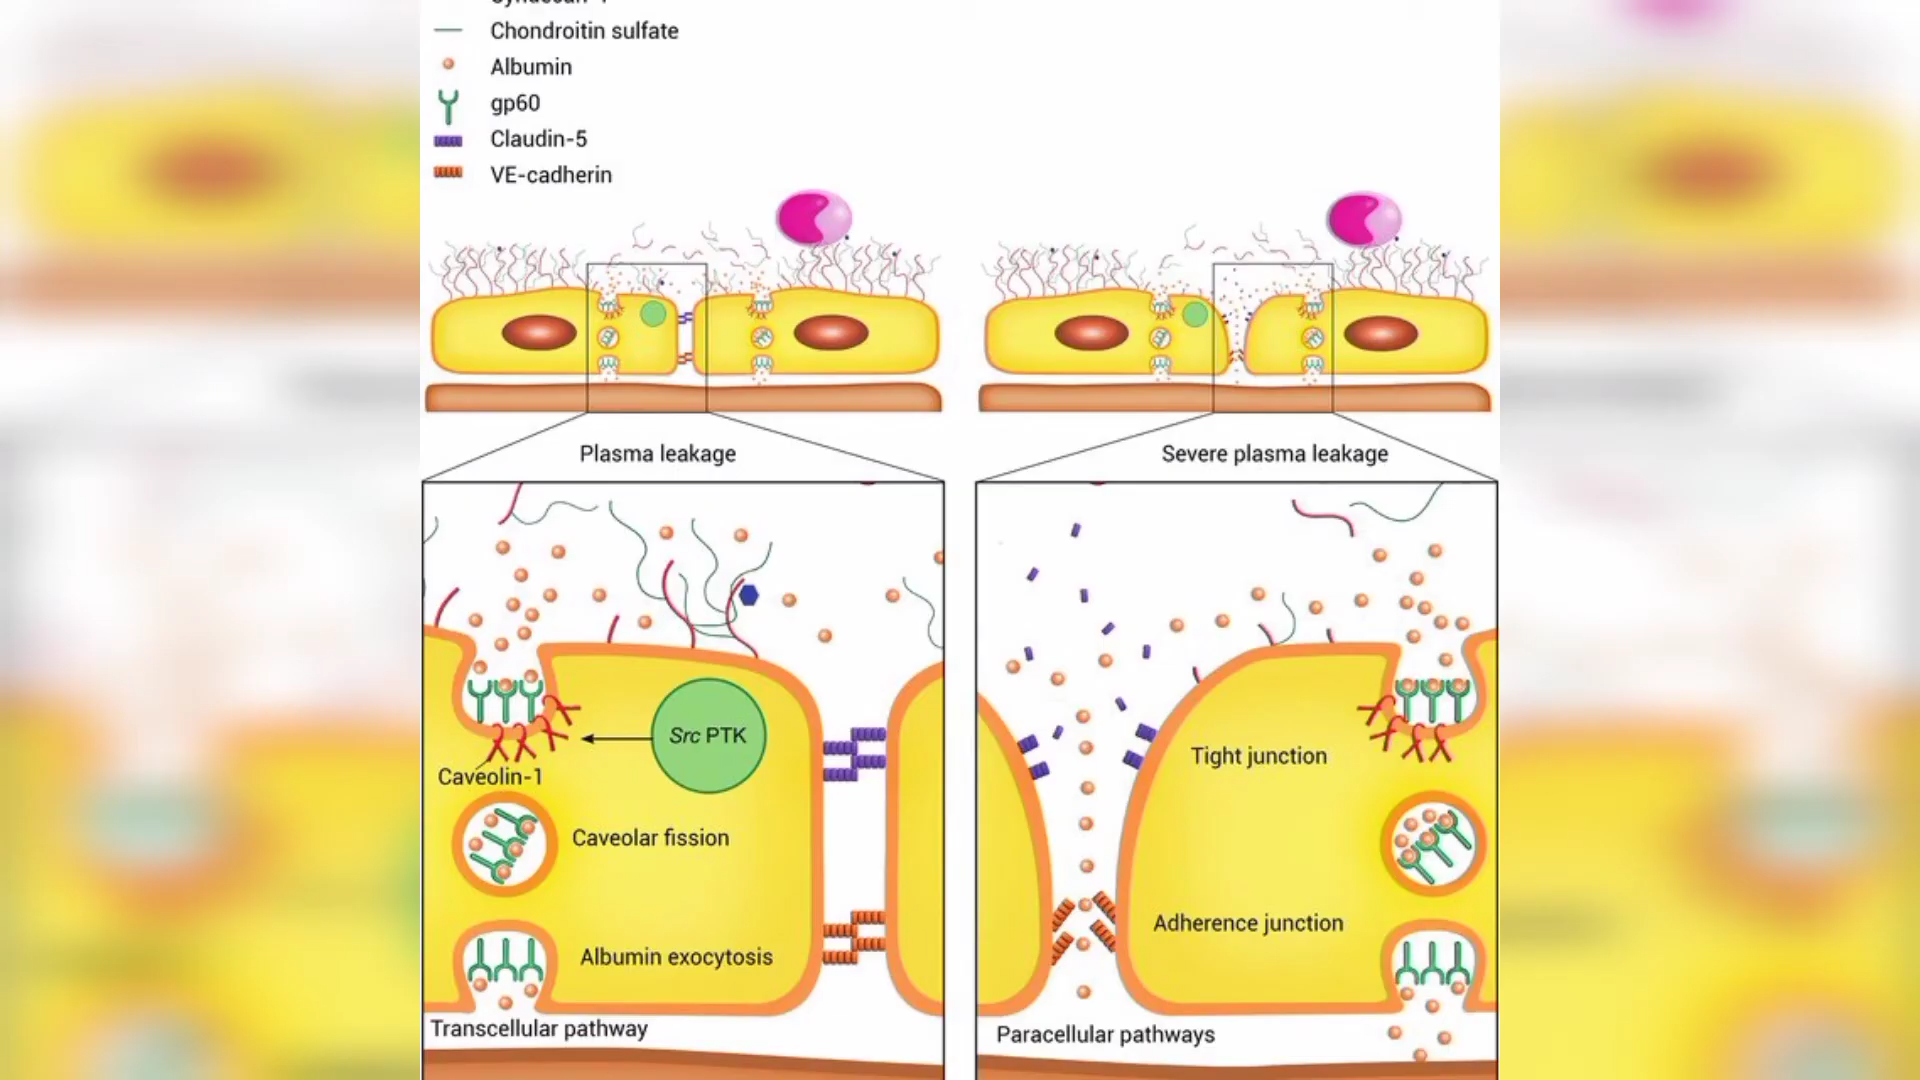 Chondroitin sulfate
Albumin
gp60
Claudin-5
VE-cadherin
Plasma leakage
Severe plasma leakage
Src PTK
Caveolin-1
Caveolar fission
Albumin exocytosis
Transcellular pathway
Tight junction
Adherence junction
Paracellular pathways